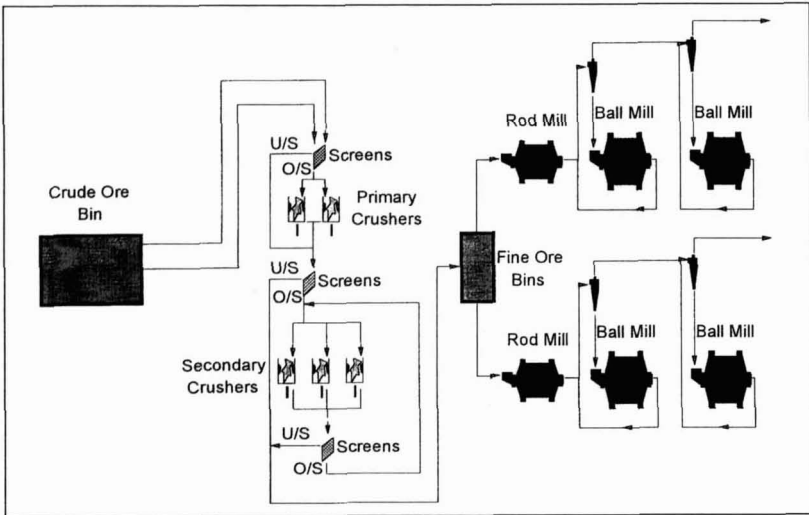 Crude Ore
Bin
U/S
O/S
Screens
Primary
Crushers
U/S
O/S
Screens
Secondary
Crushers
U/S
O/S
Screens
Fine Ore
Bins
Rod Mill
Ball Mill
Ball Mill
Rod Mill
Ball Mill
Ball Mill